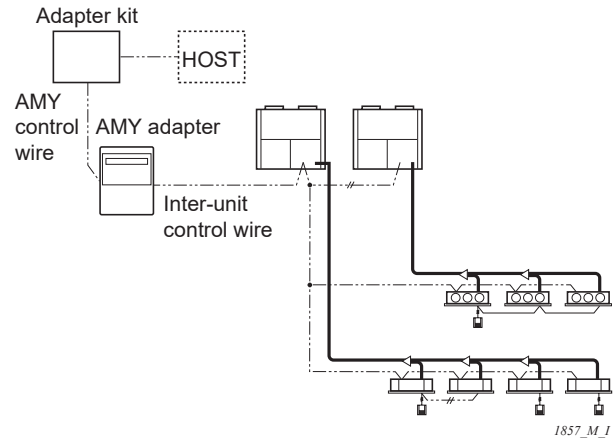 Adapter kit
HOST
AMY
control
wire
AMY adapter
Inter-unit
control wire
1857_M_I